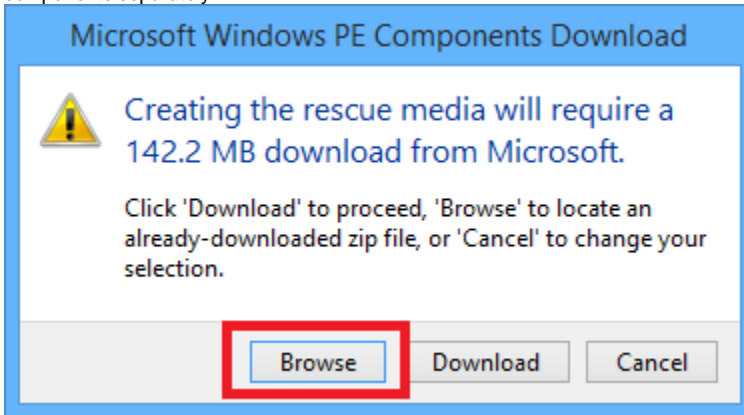 Microsoft Windows PE Components Download
Creating the rescue media will require a
142.2 MB download from Microsoft.
Click 'Download' to proceed, 'Browse' to locate an
already-downloaded zip file, or 'Cancel' to change your
selection.
Browse Download Cancel